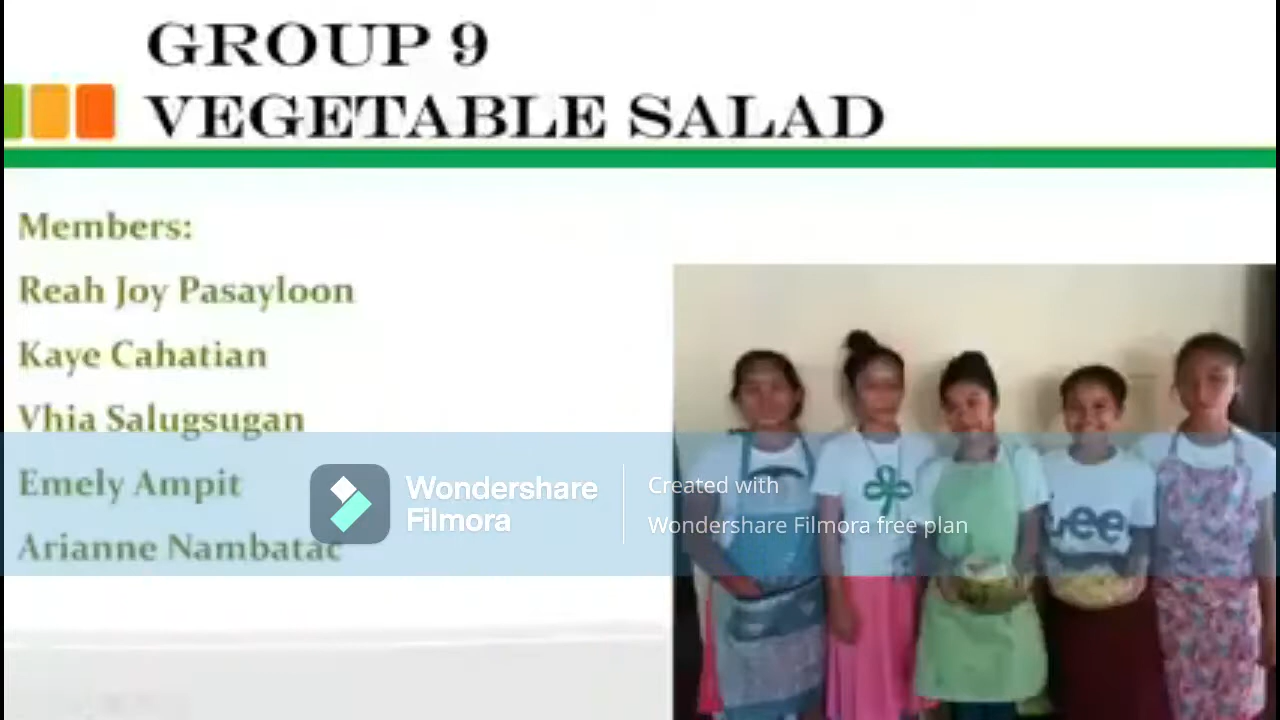 GROUP 9
VEGETABLE SALAD
Members:
Reah Joy Pasayloon
Kaye Cahatian
Vhia Salugsugan
Emely Ampit
Arianne Nambatac
Wondershare
Filmora
Created with
Wondershare Filmora free plan
Lee